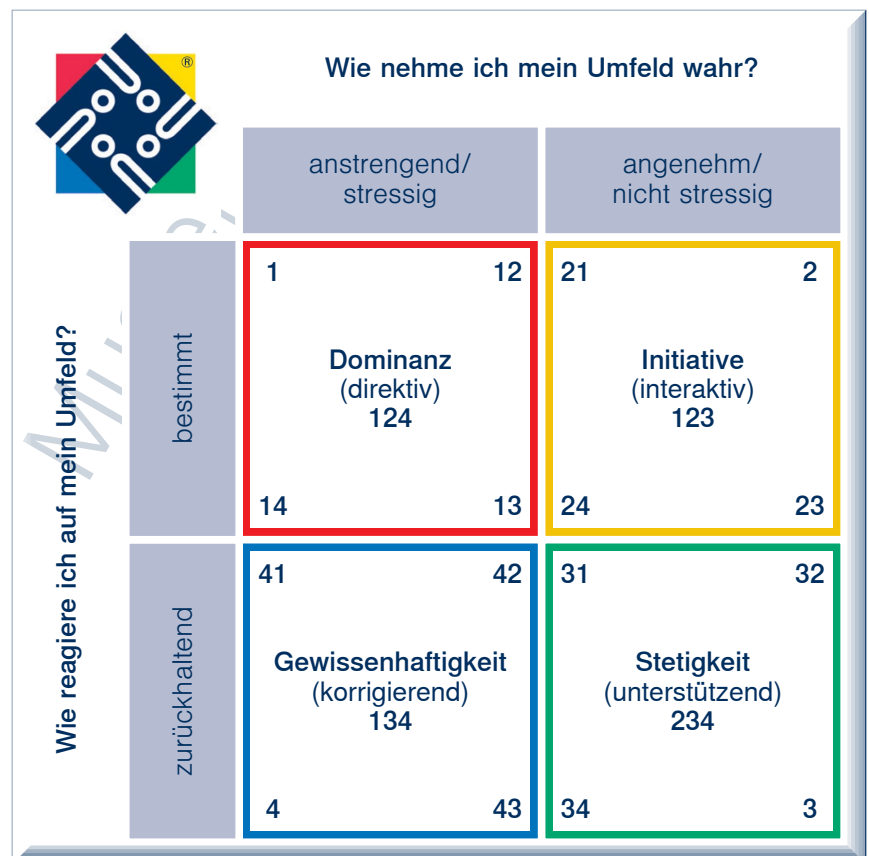 ®
Wie nehme ich mein Umfeld wahr?
anstrengend/
stressig
angenehm/
nicht stressig
Wie reagiere ich auf mein Umfeld?
bestimmt
1 12
Dominanz
(direktiv)
124
14 13
21 2
Initiative
(interaktiv)
123
24 23
zurückhaltend
41 42
Gewissenhaftigkeit
(korrigierend)
134
4 43
31 32
Stetigkeit
(unterstützend)
234
34 3